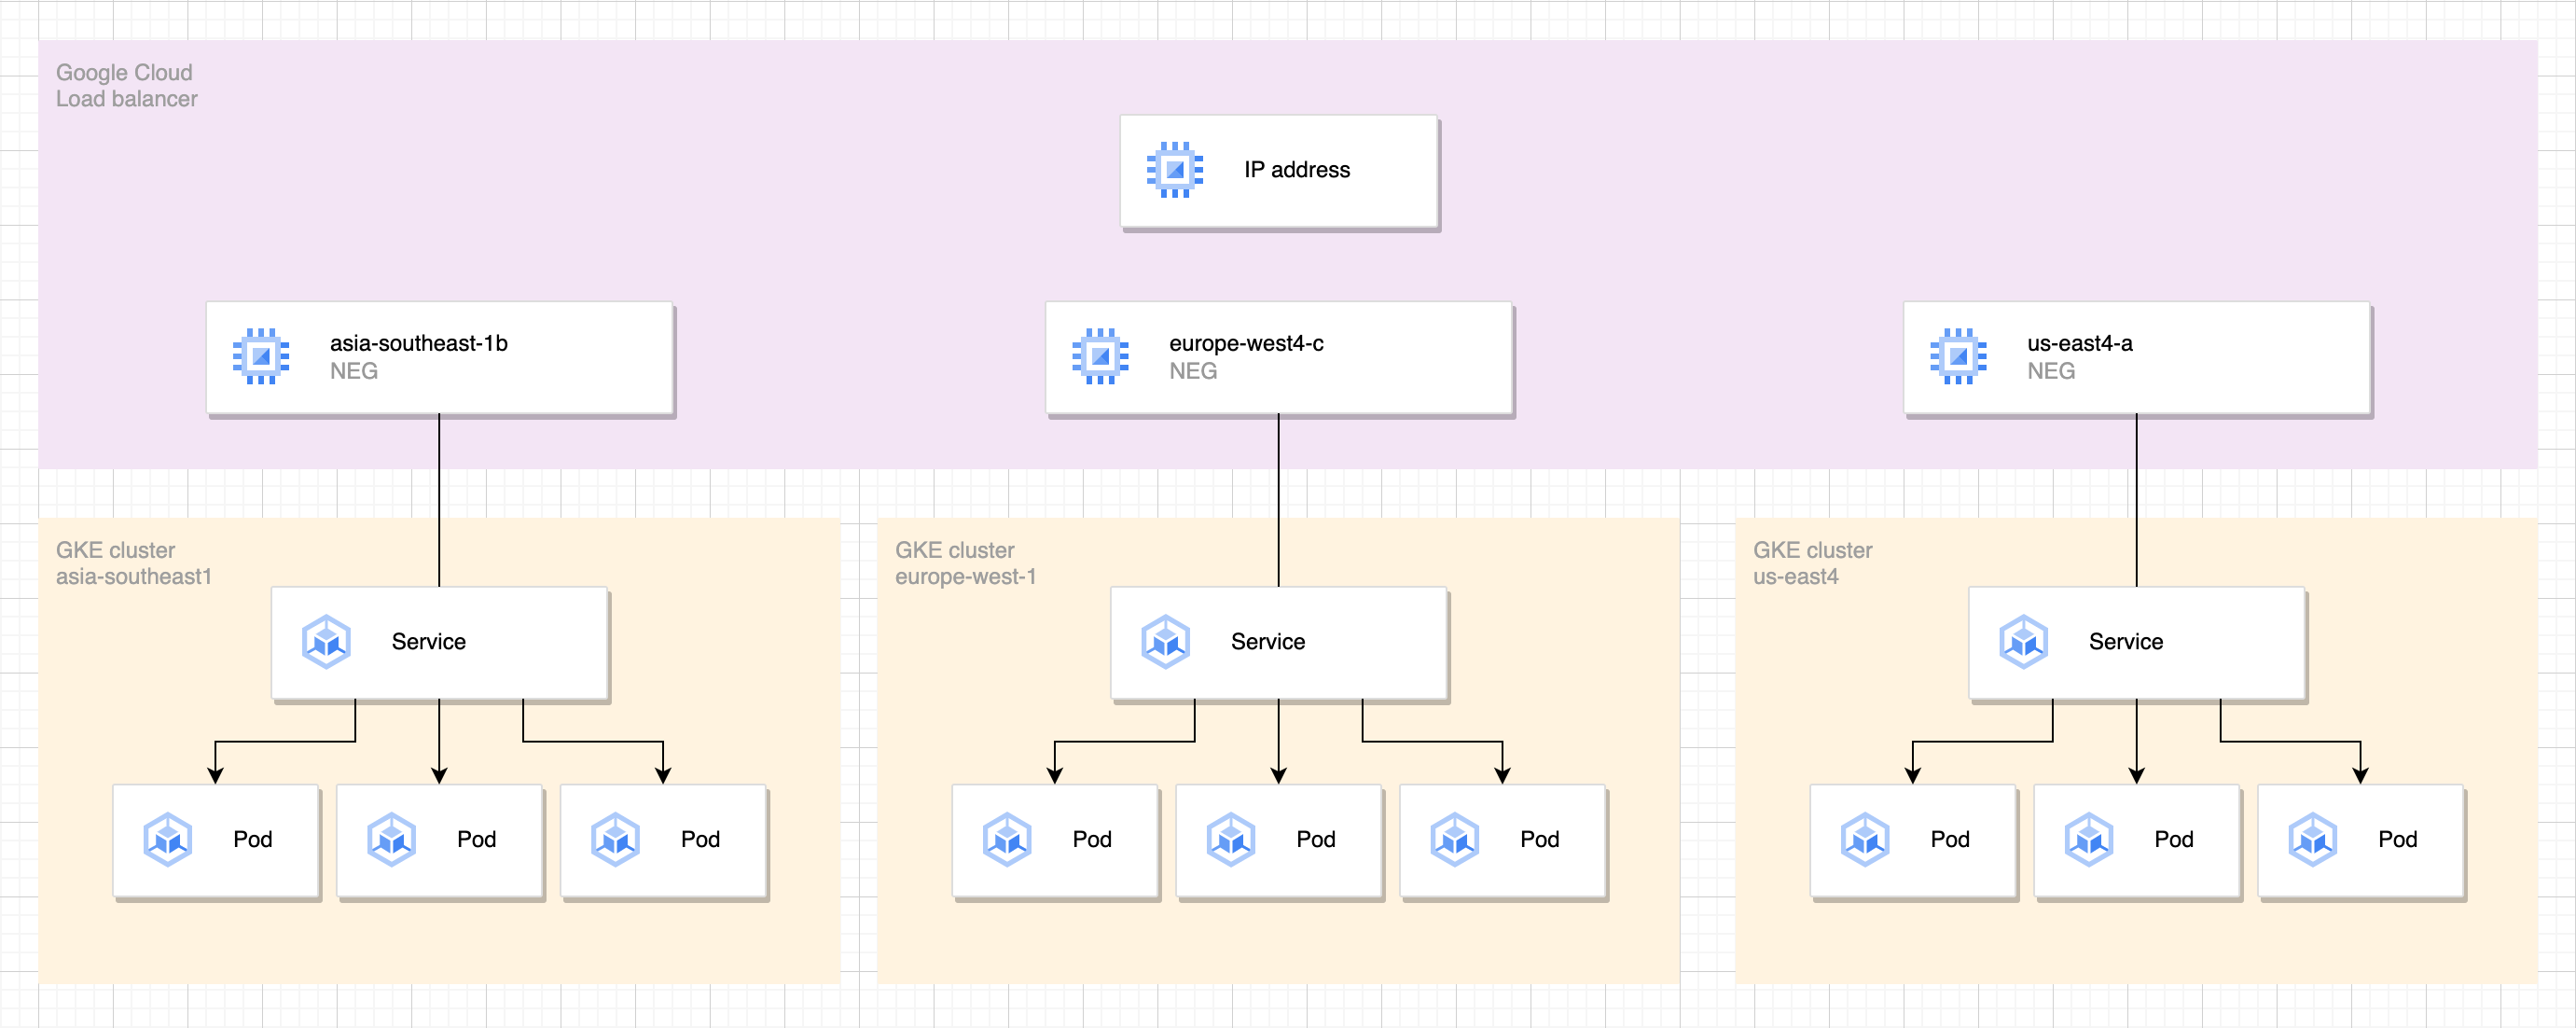 Google Cloud
Load balancer
IP address
asia-southeast-1b
NEG
europe-west4-c
NEG
us-east4-a
NEG
GKE cluster
asia-southeast1
Service
Pod
Pod
Pod
GKE cluster
europe-west-1
Service
Pod
Pod
Pod
GKE cluster
us-east4
Service
Pod
Pod
Pod